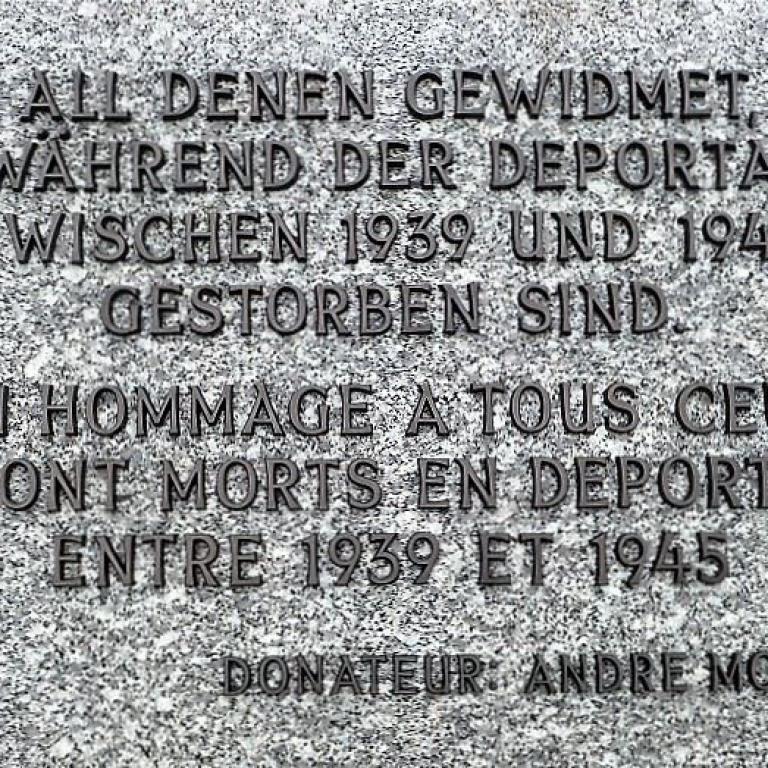 ALL DENEN GEWIDMET,
WÄHREND DER DEPORTA
WISCHEN 1939 UND 194
GESTORBEN SIND.
HOMMAGE A TOUS CEU
ONT MORTS EN DEPORT
ENTRE 1939 ET 1945
DONATEUR: ANDRE MO